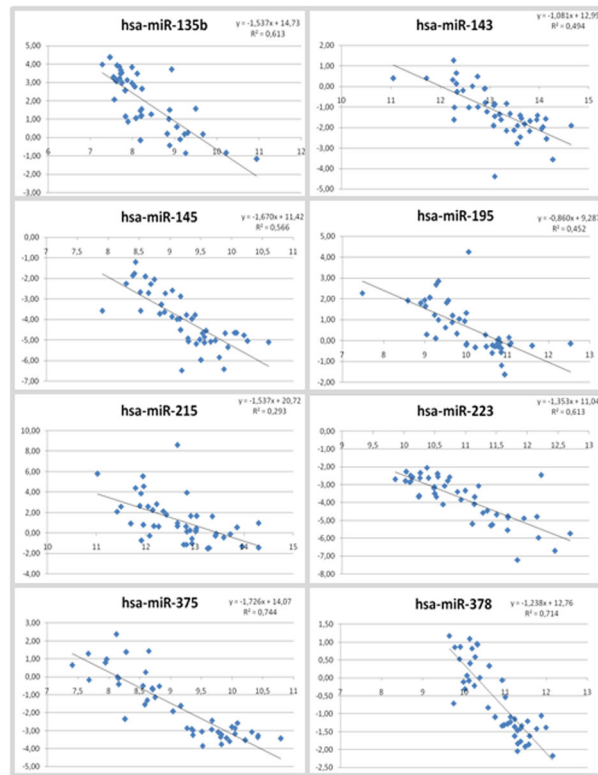 hsa-miR-135b
y = -1,537x + 14,73
R² = 0,613
5,00
4,00
3,00
2,00
1,00
0,00
-1,00
-2,00
-3,00
6 7 8 9 10 11 12
hsa-miR-143
y = -1,081x + 12,99
R² = 0,494
2,00
1,00
0,00
10 11 12 13 14 15
-1,00
-2,00
-3,00
-4,00
-5,00
hsa-miR-145
y = -1,670x + 11,42
R² = 0,566
0,00
7 7,5 8 8,5 9 9,5 10 10,5 11
-1,00
-2,00
-3,00
-4,00
-5,00
-6,00
-7,00
hsa-miR-195
y = -0,860x + 9,287
R² = 0,452
5,00
4,00
3,00
2,00
1,00
0,00
7 8 9 10 11 12 13
-1,00
-2,00
hsa-miR-215
y = -1,537x + 20,72
R² = 0,293
10,00
8,00
6,00
4,00
2,00
0,00
10 11 12 13 14 15
-2,00
-4,00
hsa-miR-223
y = -1,353x + 11,04
R² = 0,613
0,00
9 9,5 10 10,5 11 11,5 12 12,5 13
-1,00
-2,00
-3,00
-4,00
-5,00
-6,00
-7,00
-8,00
hsa-miR-375
y = -1,726x + 14,07
R² = 0,744
3,00
2,00
1,00
0,00
7 7,5 8 8,5 9 9,5 10 10,5 11
-1,00
-2,00
-3,00
-4,00
-5,00
hsa-miR-378
y = -1,238x + 12,76
R² = 0,714
1,50
1,00
0,50
0,00
8 9 10 11 12 13
-0,50
-1,00
-1,50
-2,00
-2,50